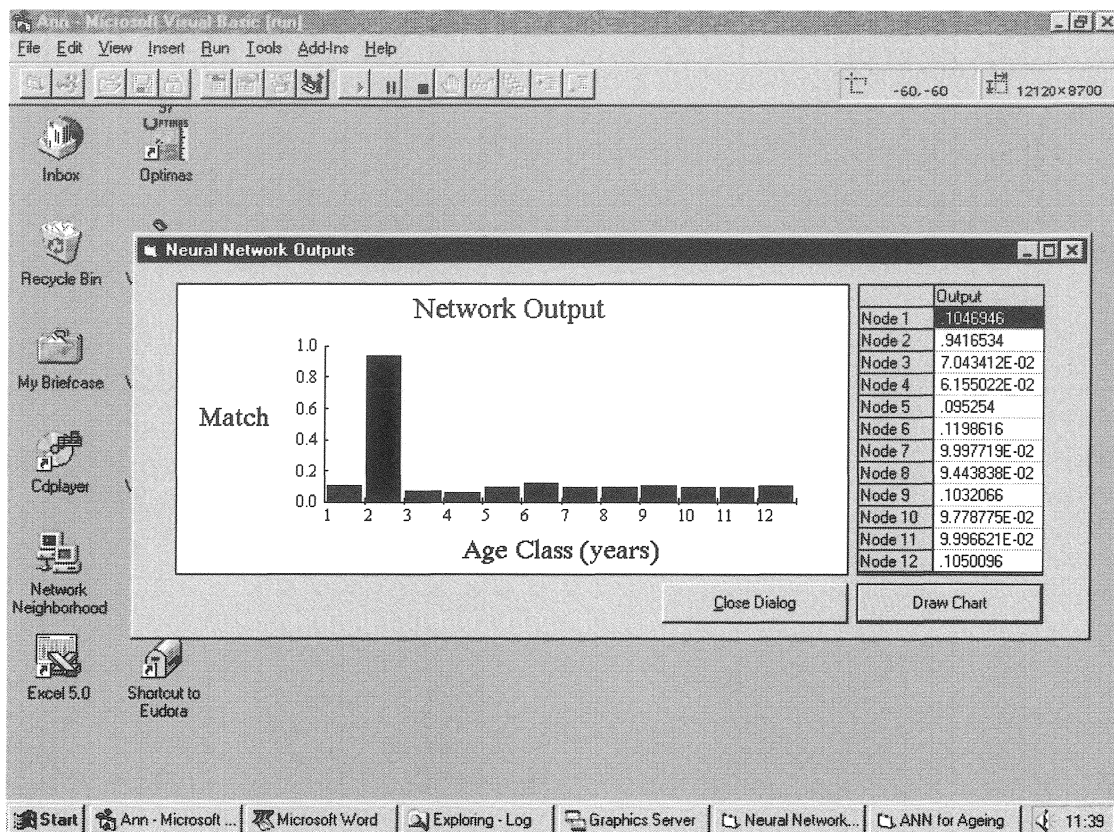 Ann - Microsoft Visual Basic [run]
File Edit View Insert Run Tools Add-Ins Help
-60,-60
12120×8700
Inbox
OPTIMAS
Optimas
Recycle Bin
My Briefcase
Cdplayer
Network
Neighborhood
Excel 5.0
Shortcut to
Eudora
Neural Network Outputs
Network Output
Match
1.0
0.8
0.6
0.4
0.2
0.0
1 2 3 4 5 6 7 8 9 10 11 12
Age Class (years)
Output
Node 1 .1046946
Node 2 .9416534
Node 3 7.043412E-02
Node 4 6.155022E-02
Node 5 .095254
Node 6 .1198616
Node 7 9.997719E-02
Node 8 9.443838E-02
Node 9 .1032066
Node 10 9.778775E-02
Node 11 9.996621E-02
Node 12 .1050096
Close Dialog
Draw Chart
Start
Ann - Microsoft ...
Microsoft Word
Exploring - Log
Graphics Server
Neural Network...
ANN for Ageing
11:39